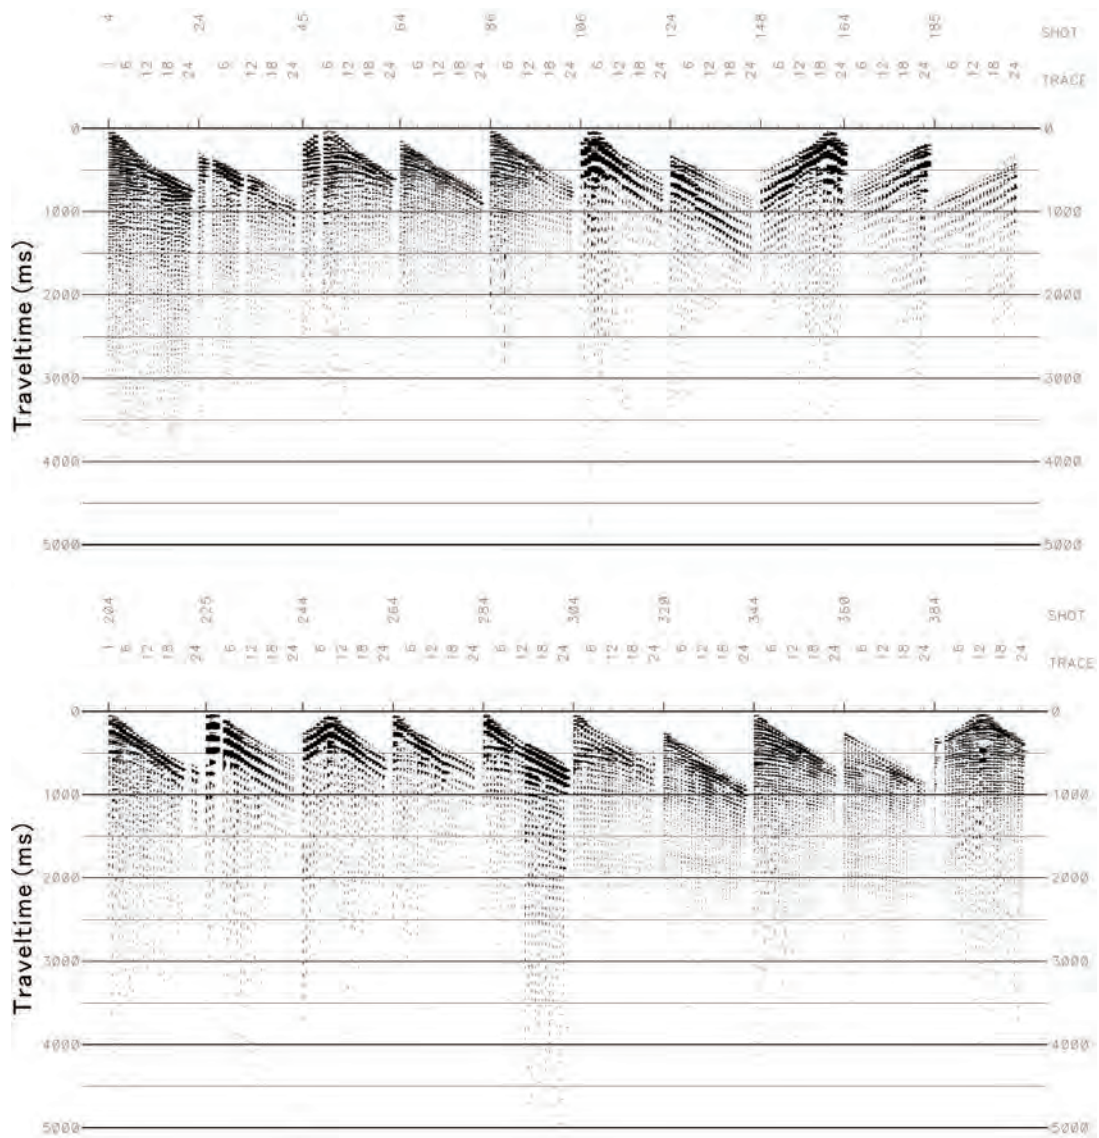 4 24 45 64 86 106 124 148 164 185 SHOT
1 6 12 18 24 6 12 18 24 6 12 18 24 6 12 18 24 6 12 18 24 6 12 18 24 6 12 18 24 6 12 18 24 6 12 18 24 6 12 18 24 TRACE
0 0
1000 1000
2000 2000
3000 3000
4000 4000
5000 5000
Traveltime (ms)
204 225 244 264 284 304 320 344 360 384 SHOT
1 6 12 18 24 6 12 18 24 6 12 18 24 6 12 18 24 6 12 18 24 6 12 18 24 6 12 18 24 6 12 18 24 6 12 18 24 6 12 18 24 TRACE
0 0
1000 1000
2000 2000
3000 3000
4000 4000
5000 5000
Traveltime (ms)